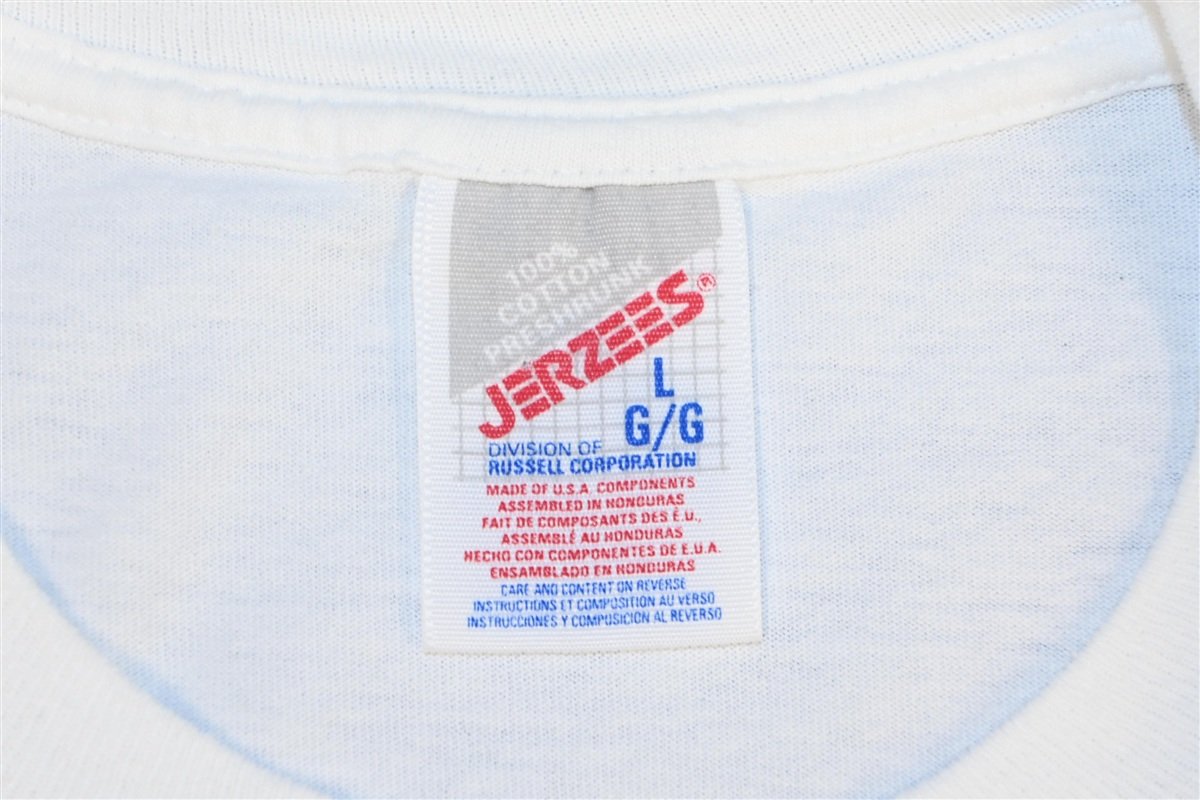 100%
COTTON
PRESHRUNK
JERZEES®
L
G/G
DIVISION OF
RUSSELL CORPORATION
MADE OF U.S.A. COMPONENTS
ASSEMBLED IN HONDURAS
FAIT DE COMPOSANTS DES É.U.,
ASSEMBLÉ AU HONDURAS
HECHO CON COMPONENTES DE E.U.A.
ENSAMBLADO EN HONDURAS
CARE AND CONTENT ON REVERSE
INSTRUCTIONS ET COMPOSITION AU VERSO
INSTRUCCIONES Y COMPOSICION AL REVERSO